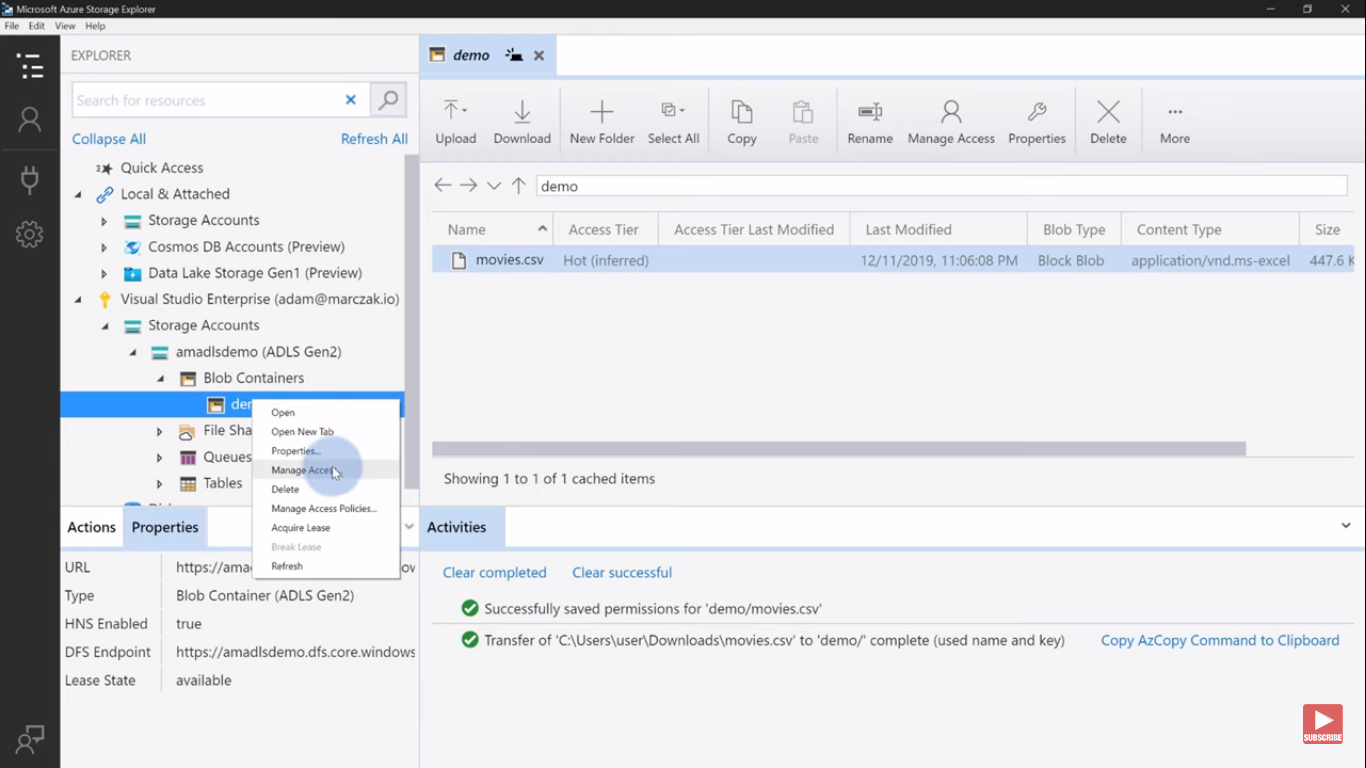 Microsoft Azure Storage Explorer
File Edit View Help
EXPLORER
Search for resources
Collapse All Refresh All
Quick Access
Local & Attached
Storage Accounts
Cosmos DB Accounts (Preview)
Data Lake Storage Gen1 (Preview)
Visual Studio Enterprise (adam@marczak.io)
Storage Accounts
amadlsdemo (ADLS Gen2)
Blob Containers
File Sha
Queues
Tables
Open
Open New Tab
Properties...
Manage Access
Delete
Manage Access Policies...
Acquire Lease
Break Lease
Refresh
Actions Properties
URL https://ama
Type Blob Container (ADLS Gen2)
HNS Enabled true
DFS Endpoint https://amadlsdemo.dfs.core.windows
Lease State available
demo
Upload Download New Folder Select All Copy Paste Rename Manage Access Properties Delete More
demo
Name Access Tier Access Tier Last Modified Last Modified Blob Type Content Type Size
movies.csv Hot (inferred) 12/11/2019, 11:06:08 PM Block Blob application/vnd.ms-excel 447.6 K
Showing 1 to 1 of 1 cached items
Activities
Clear completed Clear successful
Successfully saved permissions for 'demo/movies.csv'
Transfer of 'C:\Users\user\Downloads\movies.csv' to 'demo/' complete (used name and key) Copy AzCopy Command to Clipboard
SUBSCRIBE